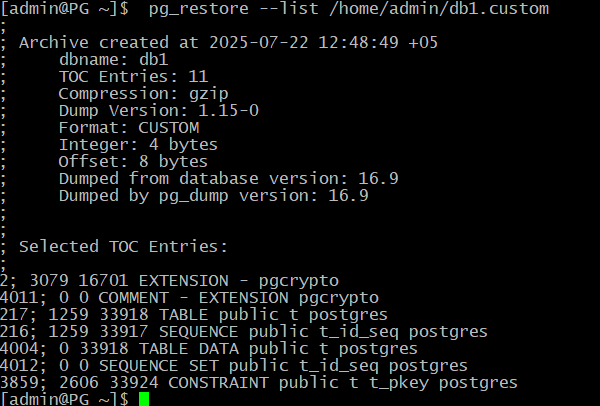 [admin@PG ~]$  pg_restore --list /home/admin/db1.custom
;
; Archive created at 2025-07-22 12:48:49 +05
;     dbname: db1
;     TOC Entries: 11
;     Compression: gzip
;     Dump Version: 1.15-0
;     Format: CUSTOM
;     Integer: 4 bytes
;     Offset: 8 bytes
;     Dumped from database version: 16.9
;     Dumped by pg_dump version: 16.9
;
;
; Selected TOC Entries:
;
2; 3079 16701 EXTENSION - pgcrypto
4011; 0 0 COMMENT - EXTENSION pgcrypto
217; 1259 33918 TABLE public t postgres
216; 1259 33917 SEQUENCE public t_id_seq postgres
4004; 0 33918 TABLE DATA public t postgres
4012; 0 0 SEQUENCE SET public t_id_seq postgres
3859; 2606 33924 CONSTRAINT public t t_pkey postgres
[admin@PG ~]$